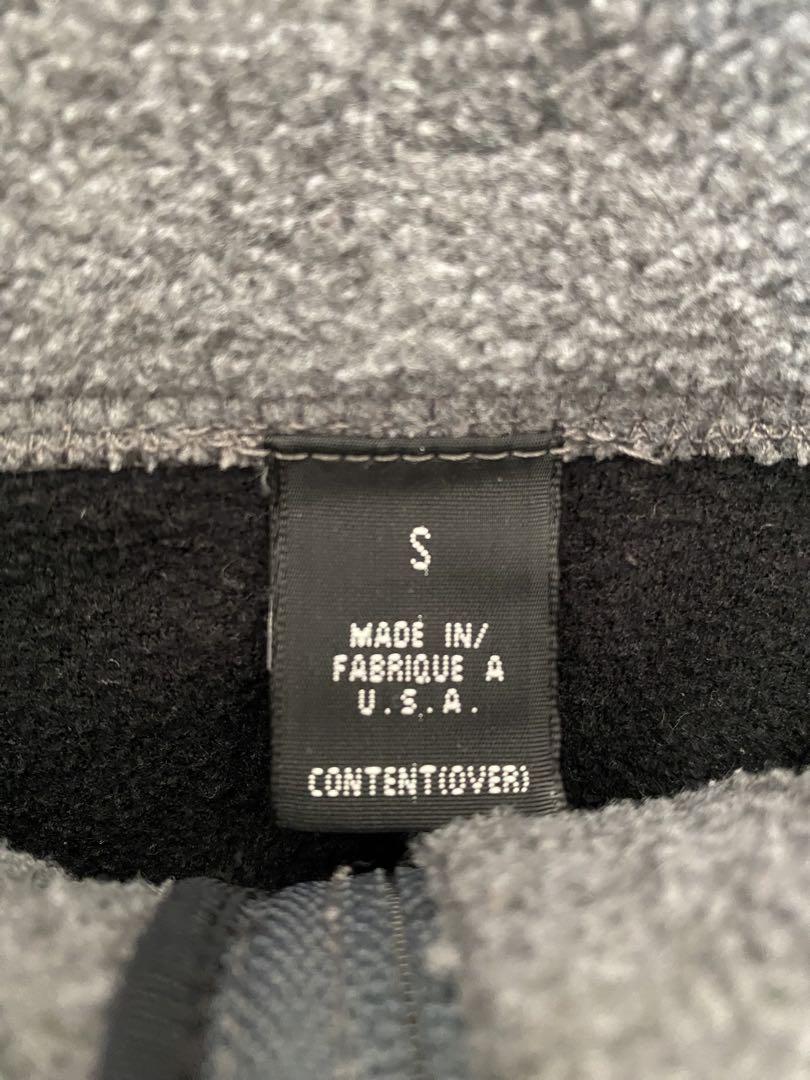 S
MADE IN/
FABRIQUE A
U.S.A.
CONTENT(OVER)